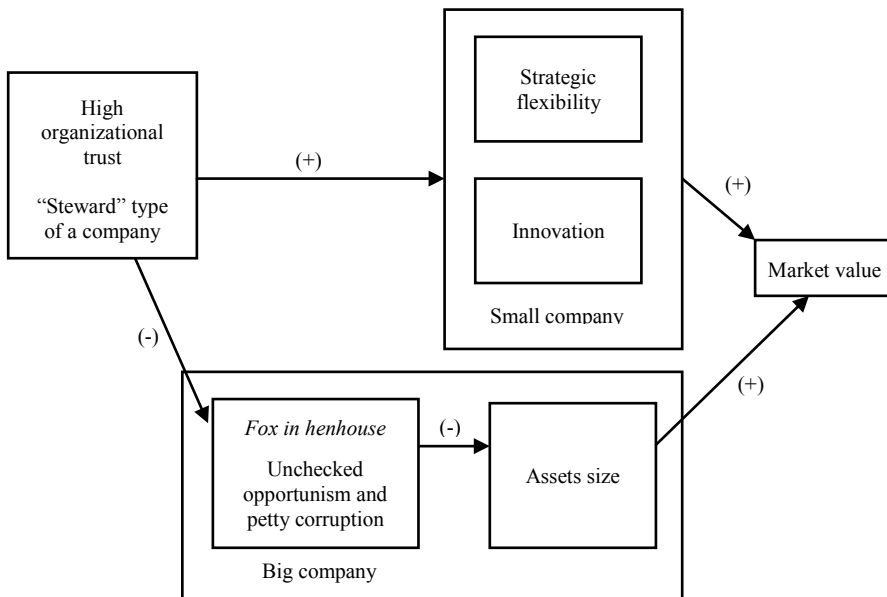 High
organizational
trust
“Steward” type
of a company
(+)
Strategic
flexibility
Innovation
Small company
(+)
Market value
(-)
Fox in henhouse
Unchecked
opportunism and
petty corruption
(-)
Assets size
(+)
Big company